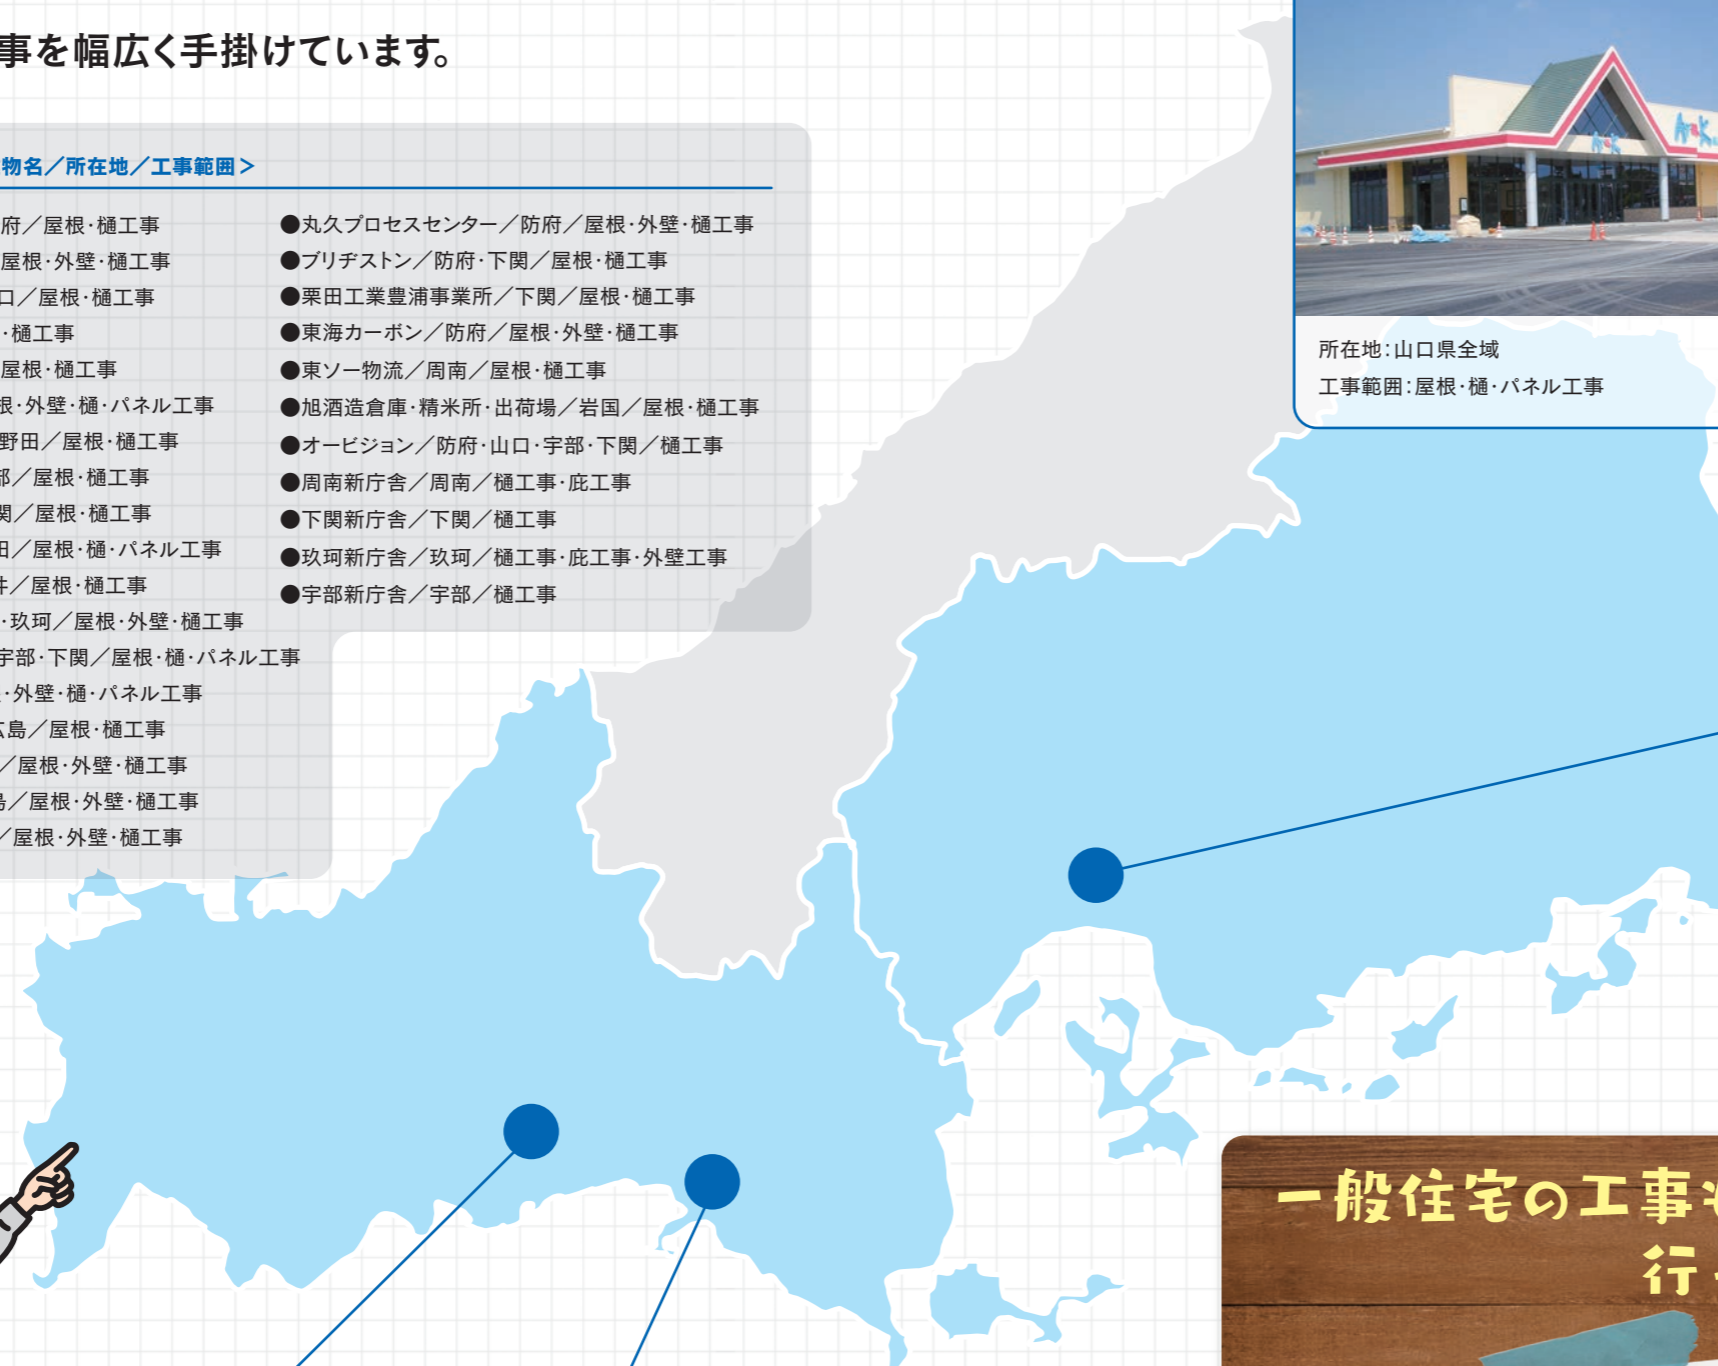 事を幅広く手掛けています。
物名／所在地／工事範囲＞
府／屋根・樋工事
屋根・外壁・樋工事
口／屋根・樋工事
・樋工事
屋根・樋工事
根・外壁・樋・パネル工事
野田／屋根・樋工事
部／屋根・樋工事
関／屋根・樋工事
田／屋根・樋・パネル工事
井／屋根・樋工事
・玖珂／屋根・外壁・樋工事
宇部・下関／屋根・樋・パネル工事
・外壁・樋・パネル工事
広島／屋根・樋工事
／屋根・外壁・樋工事
島／屋根・外壁・樋工事
／屋根・外壁・樋工事
●丸久プロセスセンター／防府／屋根・外壁・樋工事
●ブリヂストン／防府・下関／屋根・樋工事
●栗田工業豊浦事業所／下関／屋根・樋工事
●東海カーボン／防府／屋根・外壁・樋工事
●東ソー物流／周南／屋根・樋工事
●旭酒造倉庫・精米所・出荷場／岩国／屋根・樋工事
●オービジョン／防府・山口・宇部・下関／樋工事
●周南新庁舎／周南／樋工事・庇工事
●下関新庁舎／下関／樋工事
●玖珂新庁舎／玖珂／樋工事・庇工事・外壁工事
●宇部新庁舎／宇部／樋工事
所在地：山口県全域
工事範囲：屋根・樋・パネル工事
一般住宅の工事
行